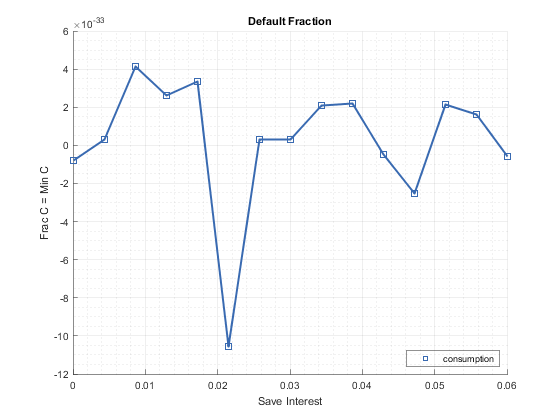 Default Fraction
×10-33
6
4
2
0
-2
-4
-6
-8
-10
-12
Frac C = Min C
0 0.01 0.02 0.03 0.04 0.05 0.06
Save Interest
consumption